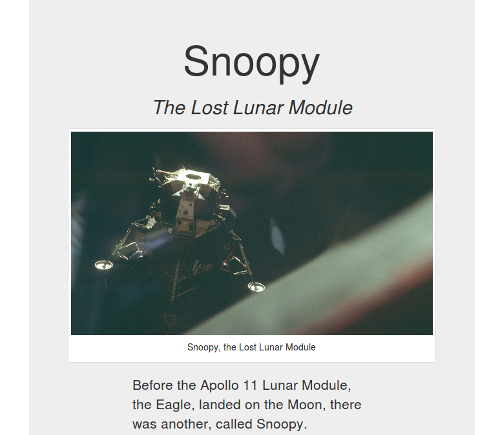 Snoopy
The Lost Lunar Module
Snoopy, the Lost Lunar Module
Before the Apollo 11 Lunar Module,
the Eagle, landed on the Moon, there
was another, called Snoopy.